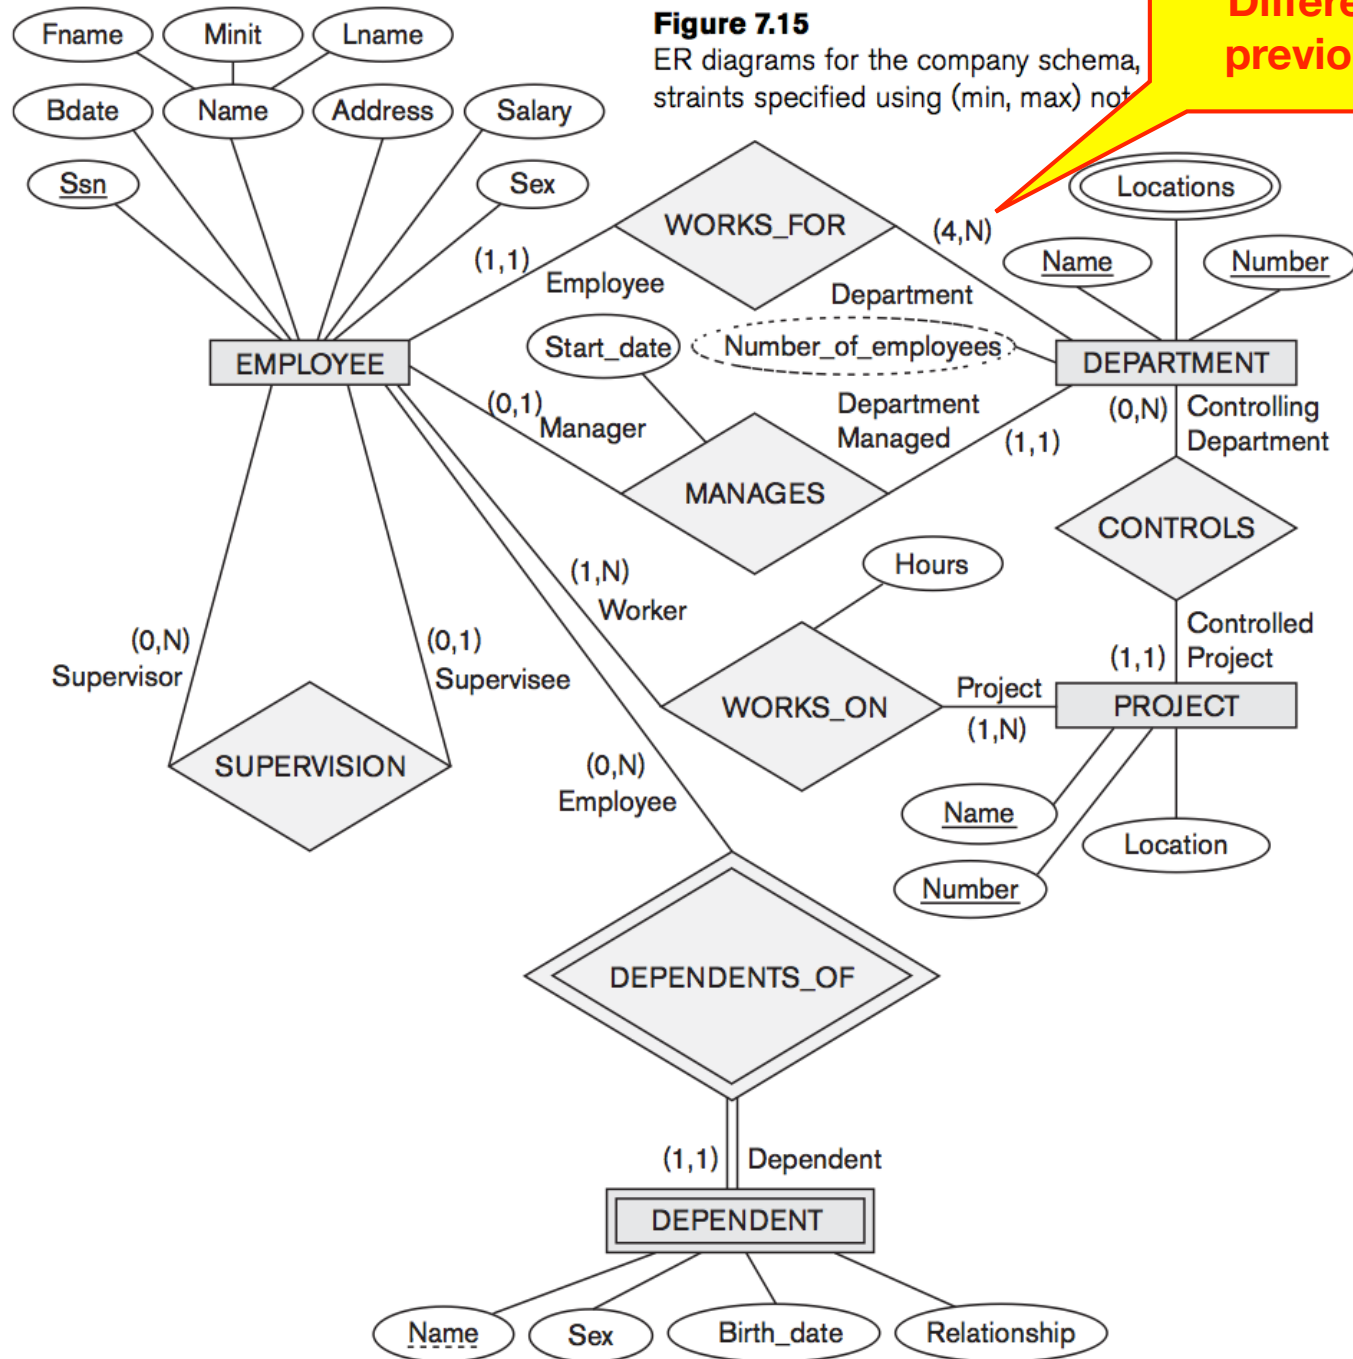 Figure 7.15
ER diagrams for the company schema,
straints specified using (min, max)
previo
Fname
Minit
Lname
Bdate
Name
Address
Salary
Ssn
Sex
Locations
Name
Number
WORKS_FOR
(4,N)
(1,1)
Employee
Department
Start_date
Number_of_employees
EMPLOYEE
DEPARTMENT
(0,1)
Manager
Department
Managed
(1,1)
(0,N)
Controlling
Department
MANAGES
CONTROLS
Hours
(1,N)
Worker
(0,N)
Supervisor
(0,1)
Supervisee
Controlled
Project
(1,1)
WORKS_ON
Project
(1,N)
PROJECT
SUPERVISION
(0,N)
Employee
Name
Location
Number
DEPENDENTS_OF
(1,1)
Dependent
DEPENDENT
Name
Sex
Birth_date
Relationship